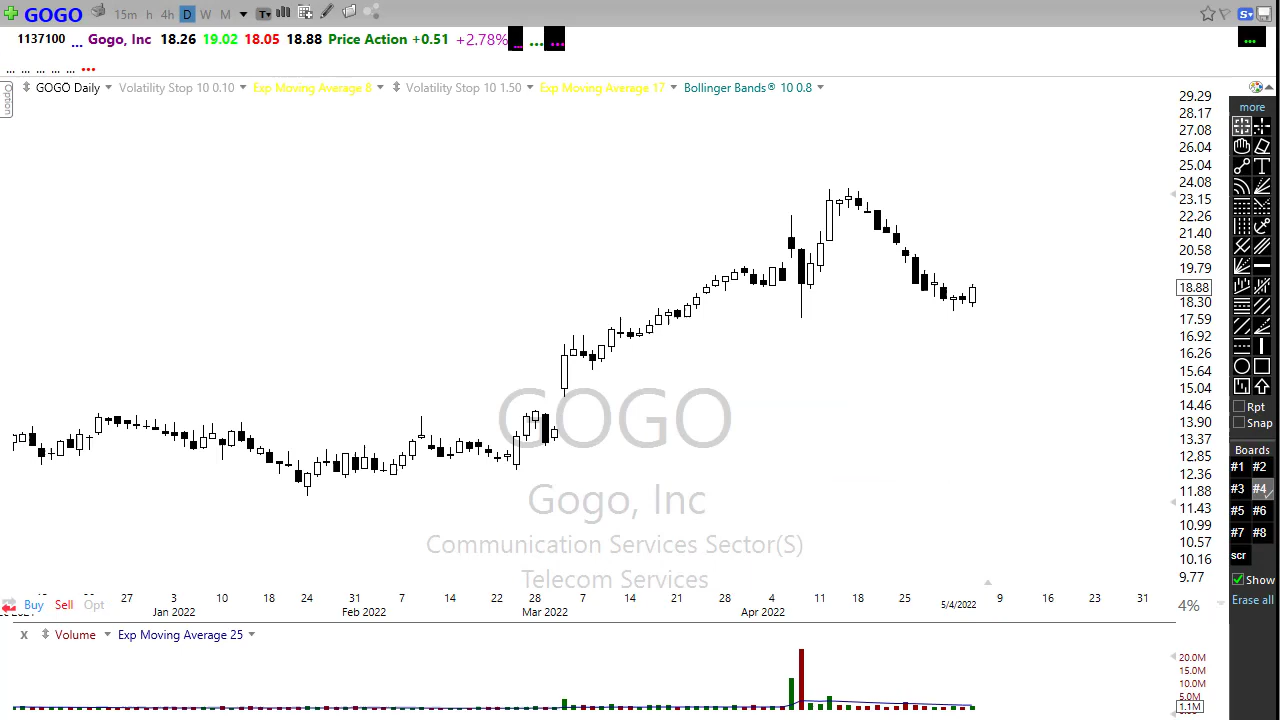 GOGO 15m h 4h D W M
1137100 ... Gogo, Inc 18.26 19.02 18.05 18.88 Price Action +0.51 +2.78% ... ... ...
... ... ... ... ... ...
Option
GOGO Daily Volatility Stop 10 0.10 Exp Moving Average 8 Volatility Stop 10 1.50 Exp Moving Average 17 Bollinger Bands® 10 0.8
29.29
28.17
27.08
26.04
25.04
24.08
23.15
22.26
21.40
20.58
19.79
18.88
18.30
17.59
16.92
16.26
15.64
15.04
14.46
13.90
13.37
12.85
12.36
11.88
11.43
10.99
10.57
10.16
9.77
more
Rpt
Snap
Boards
#1 #2
#3 #4
#5 #6
#7 #8
scr
Show
Erase all
GOGO
Gogo, Inc
Communication Services Sector(S)
Telecom Services
27 3 10 18 24 31 7 14 22 28 7 14 21 28 4 11 18 25 5/4/2022 9 16 23 31
Jan 2022 Feb 2022 Mar 2022 Apr 2022
Buy Sell Opt
4%
X Volume Exp Moving Average 25
20.0M
15.0M
10.0M
5.0M
1.1M